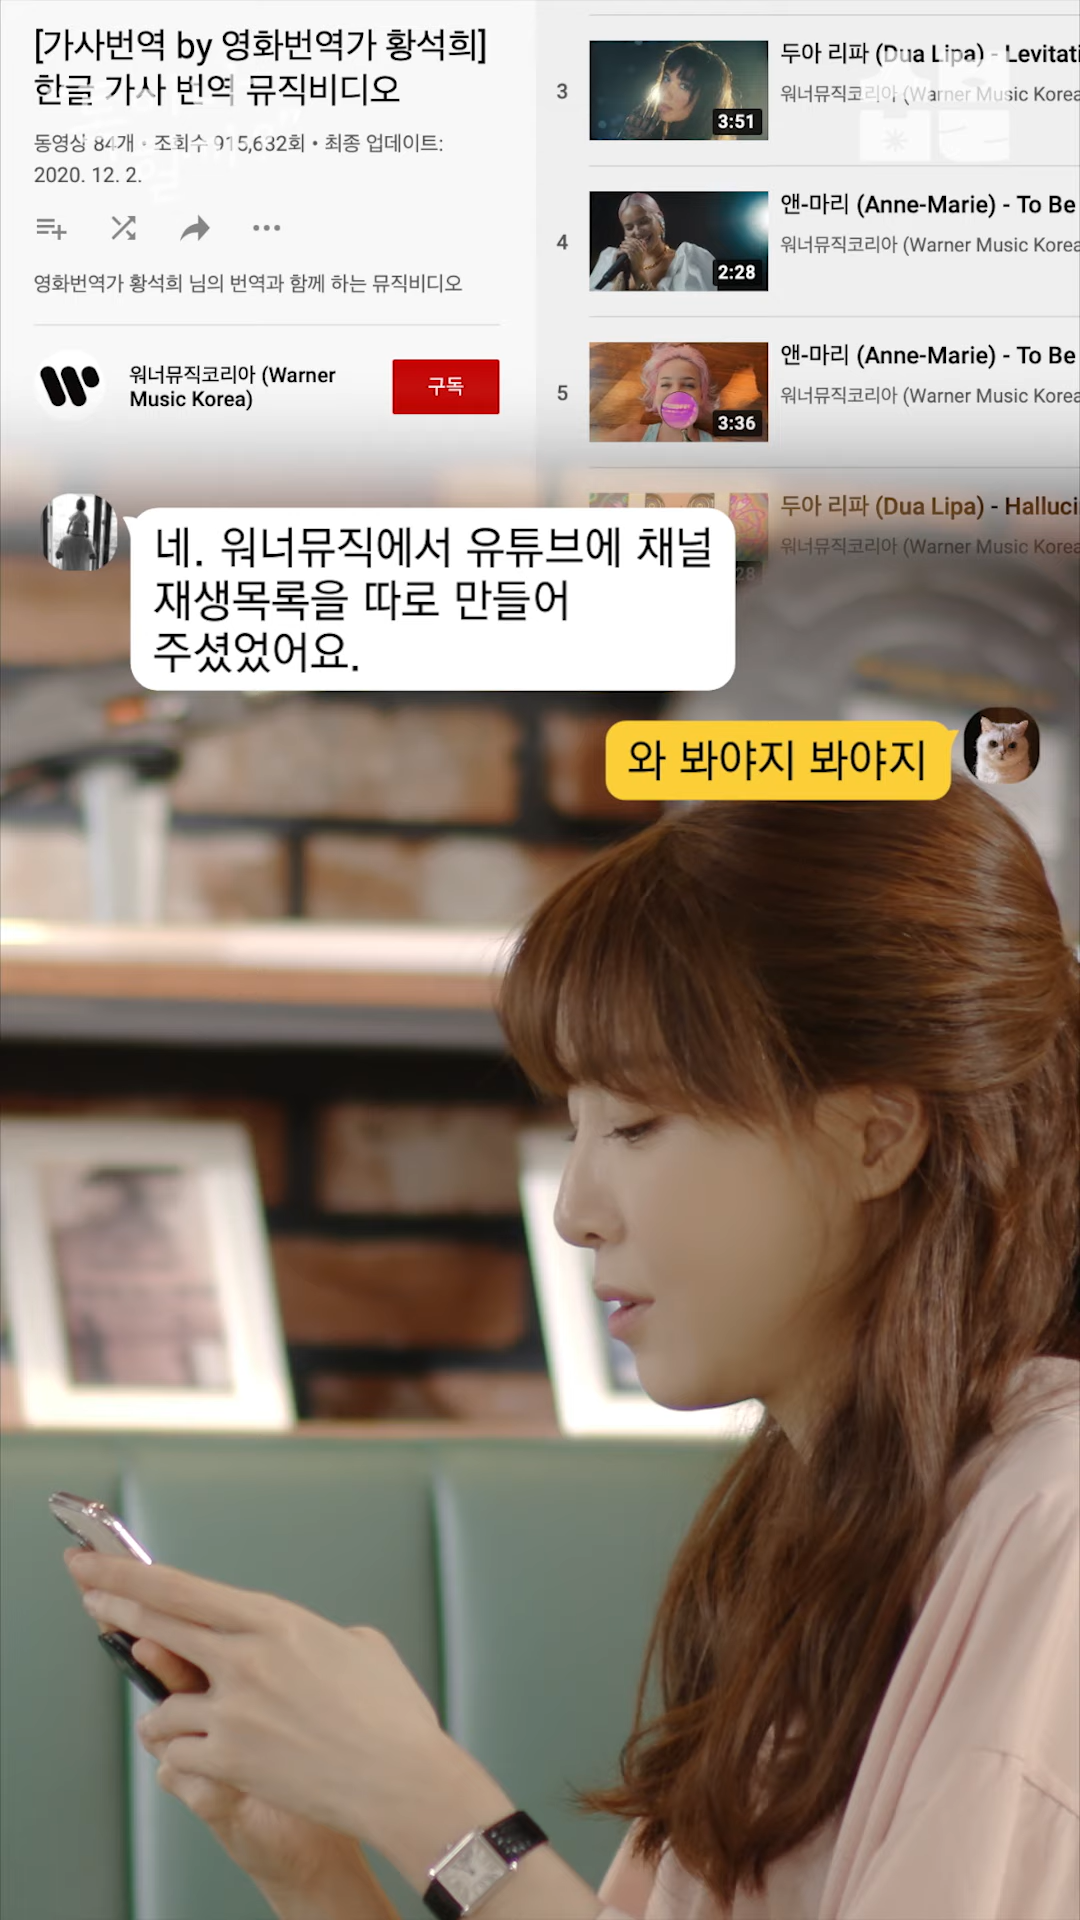 [가사번역 by 영화번역가 황석희]
한글 가사 번역 뮤직비디오
동영상 84개 • 조회수 915,632회 • 최종 업데이트:
2020. 12. 2.
영화번역가 황석희 님의 번역과 함께 하는 뮤직비디오
워너뮤직코리아 (Warner
Music Korea)
구독
3
3:51
두아 리파 (Dua Lipa) - Levitati
워너뮤직코리아 (Warner Music Korea
4
2:28
앤-마리 (Anne-Marie) - To Be
워너뮤직코리아 (Warner Music Korea
5
3:36
앤-마리 (Anne-Marie) - To Be
워너뮤직코리아 (Warner Music Korea
두아 리파 (Dua Lipa) - Halluci
워너뮤직코리아 (Warner Music Korea
네. 워너뮤직에서 유튜브에 채널
재생목록을 따로 만들어
주셨었어요.
와 봐야지 봐야지